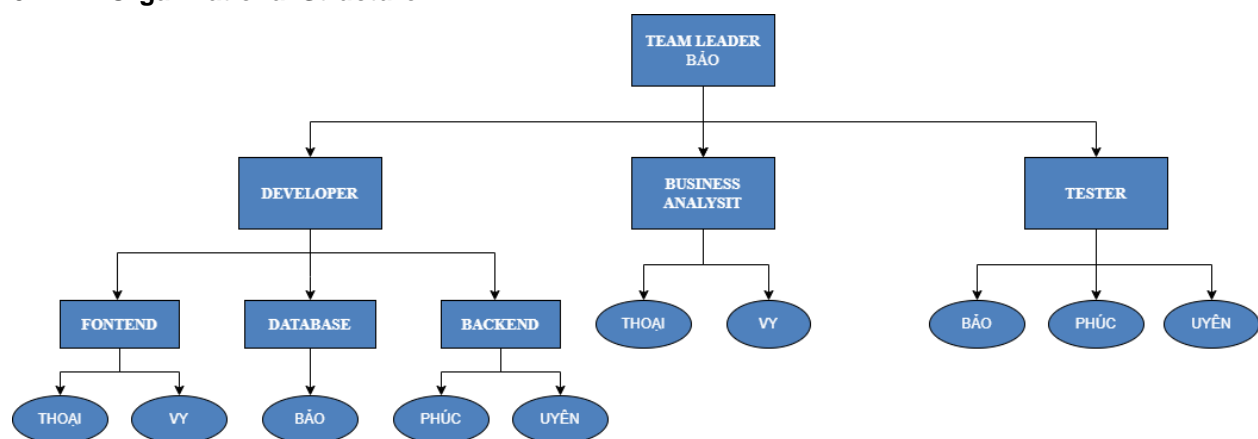 TEAM LEADER
BẢO
DEVELOPER
BUSINESS
ANALYSIT
TESTER
FONTEND
DATABASE
BACKEND
THOẠI
VY
BẢO
PHÚC
UYÊN
THOẠI
VY
BẢO
PHÚC
UYÊN